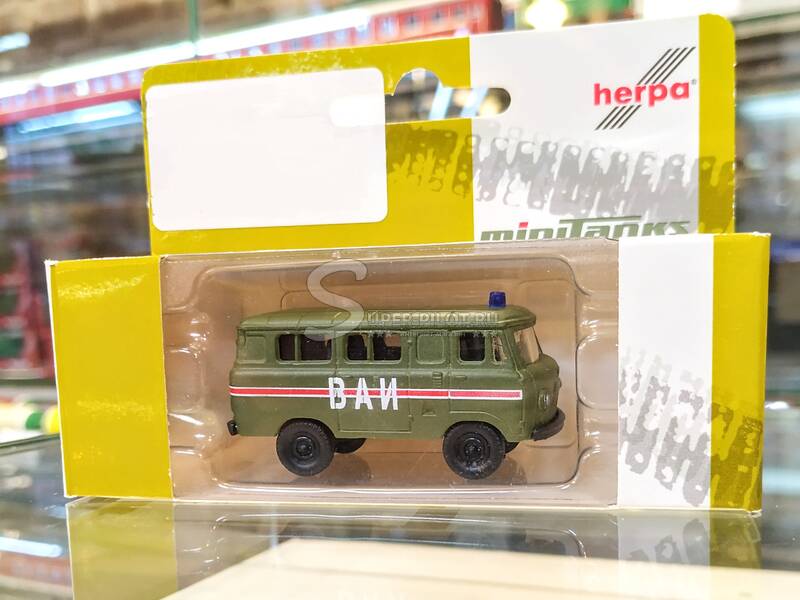 herpa
miniTanks
ВАИ